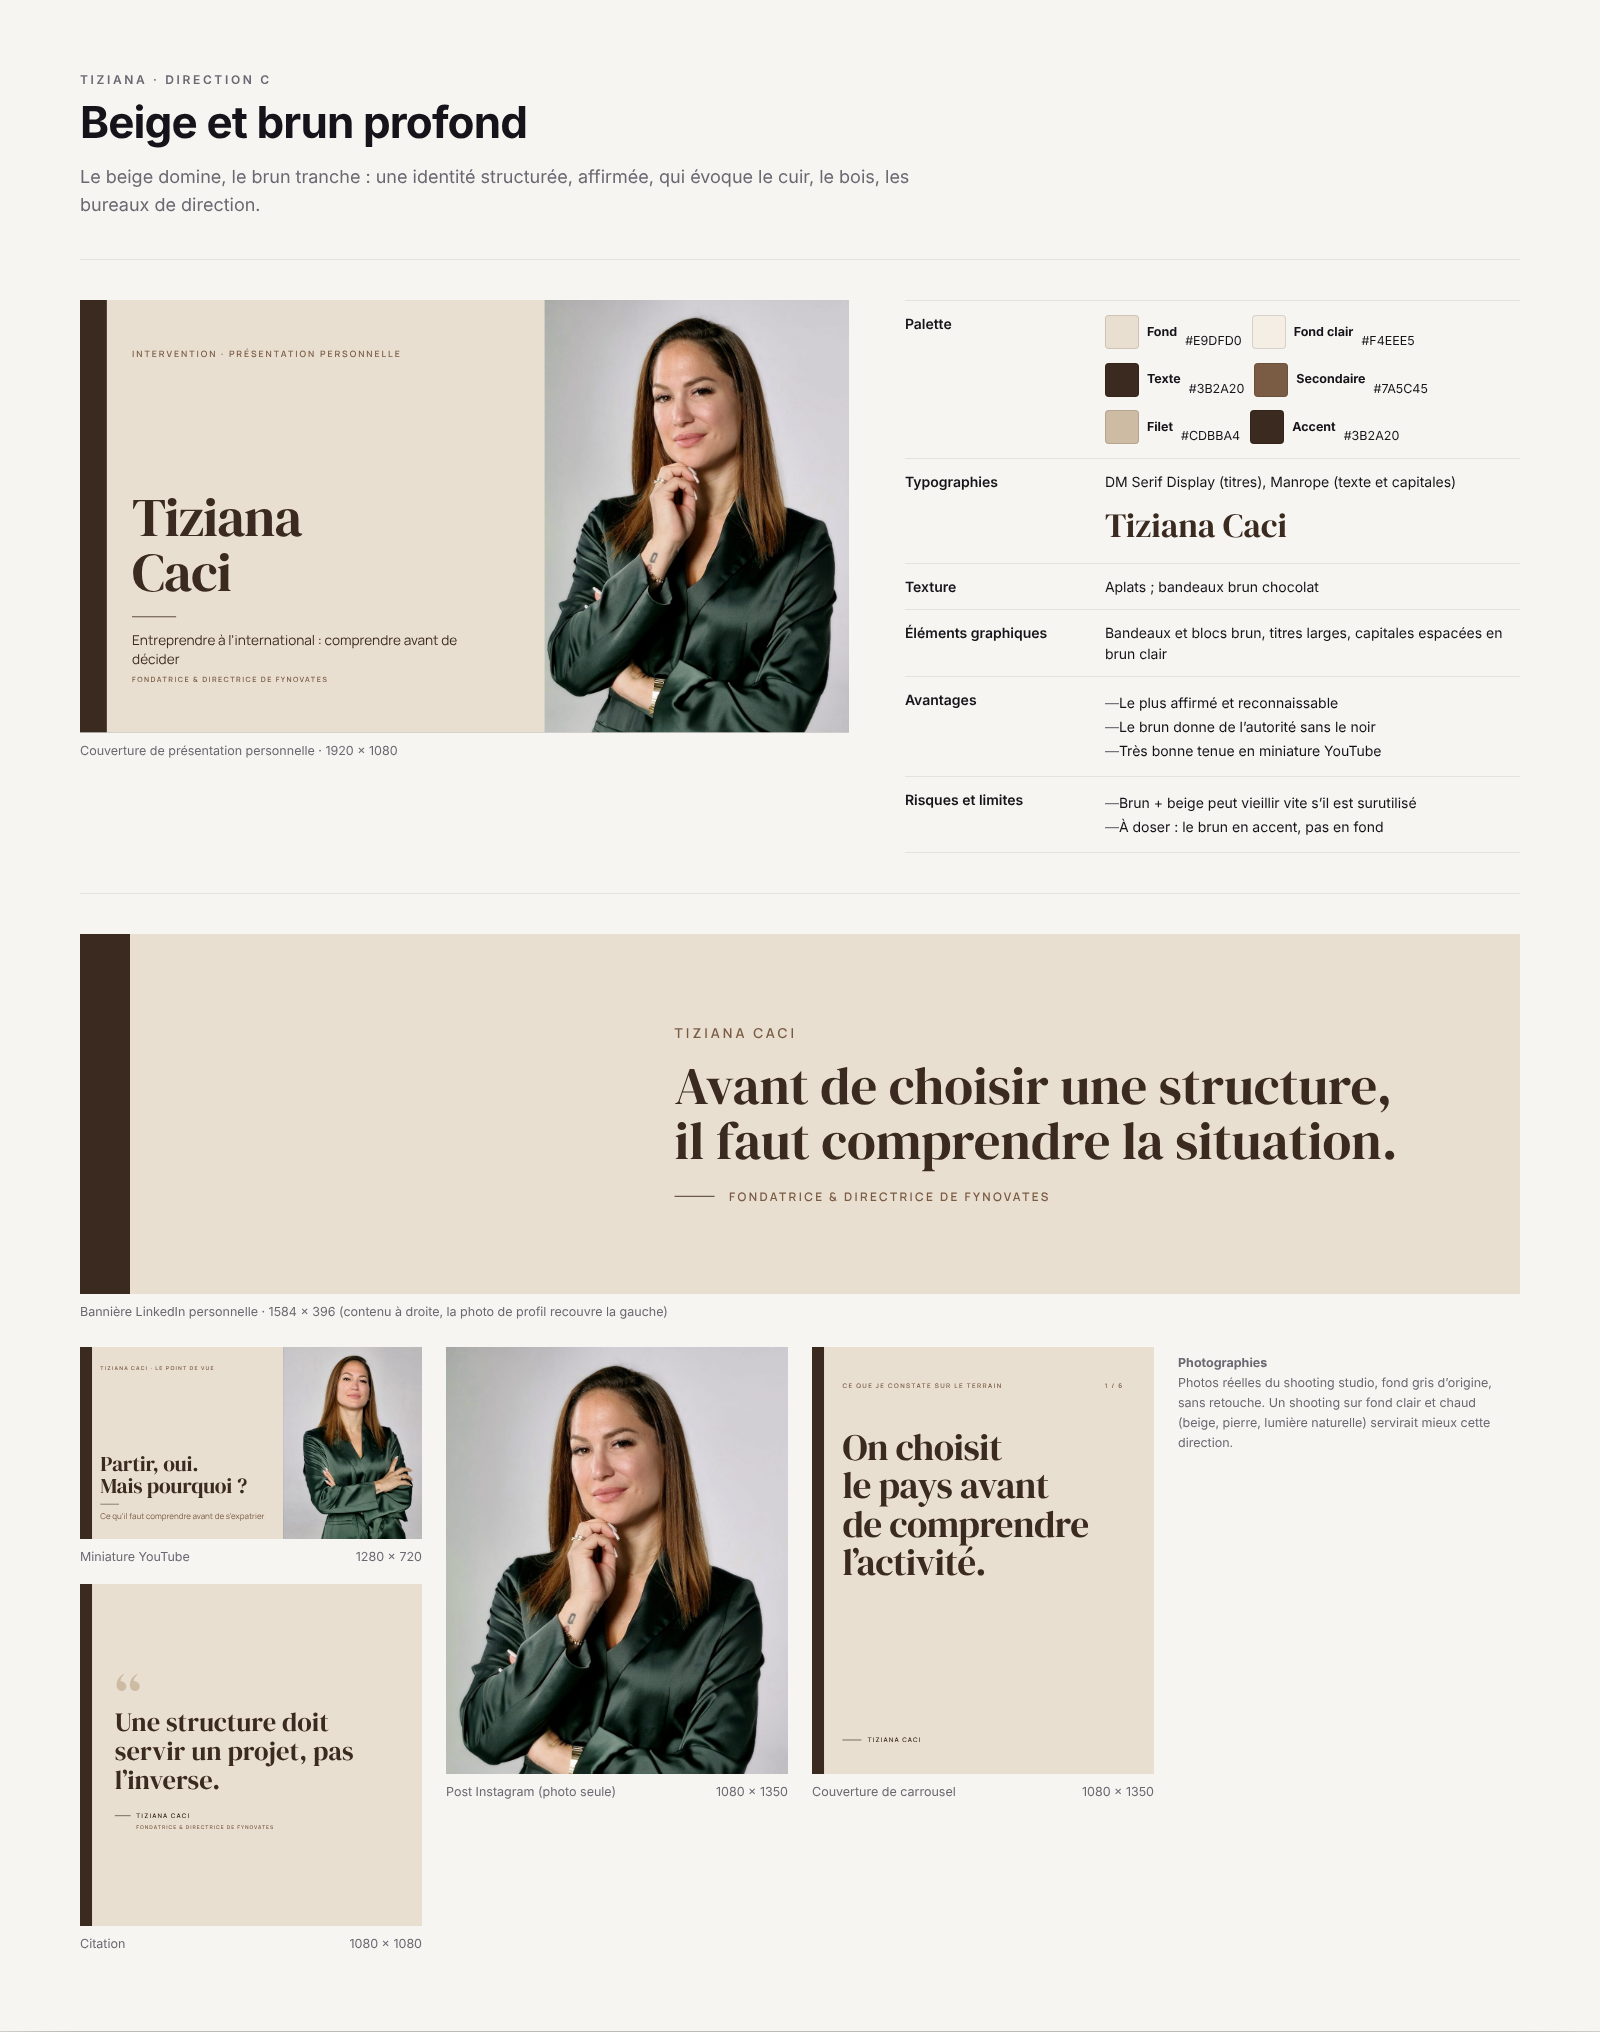 TIZIANA · DIRECTION C
Beige et brun profond
Le beige domine, le brun tranche : une identité structurée, affirmée, qui évoque le cuir, le bois, les
bureaux de direction.
INTERVENTION · PRÉSENTATION PERSONNELLE
Tiziana
Caci
Entreprendre à l'international : comprendre avant de
décider
FONDATRICE & DIRECTRICE DE FYNOVATES
Couverture de présentation personnelle · 1920 × 1080
Palette
Fond #E9DFD0 Fond clair #F4EEE5
Texte #3B2A20 Secondaire #7A5C45
Filet #CDBBA4 Accent #3B2A20
Typographies
DM Serif Display (titres), Manrope (texte et capitales)
Tiziana Caci
Texture
Aplats ; bandeaux brun chocolat
Éléments graphiques
Bandeaux et blocs brun, titres larges, capitales espacées en
brun clair
Avantages
—Le plus affirmé et reconnaissable
—Le brun donne de l’autorité sans le noir
—Très bonne tenue en miniature YouTube
Risques et limites
—Brun + beige peut vieillir vite s’il est surutilisé
—À doser : le brun en accent, pas en fond
TIZIANA CACI
Avant de choisir une structure,
il faut comprendre la situation.
FONDATRICE & DIRECTRICE DE FYNOVATES
Bannière LinkedIn personnelle · 1584 × 396 (contenu à droite, la photo de profil recouvre la gauche)
TIZIANA CACI · LE POINT DE VUE
Partir, oui.
Mais pourquoi ?
Ce qu'il faut comprendre avant de s'expatrier
Miniature YouTube 1280 × 720
“
Une structure doit
servir un projet, pas
l’inverse.
TIZIANA CACI
FONDATRICE & DIRECTRICE DE FYNOVATES
Citation 1080 × 1080
Post Instagram (photo seule) 1080 × 1350
CE QUE JE CONSTATE SUR LE TERRAIN 1 / 6
On choisit
le pays avant
de comprendre
l’activité.
TIZIANA CACI
Couverture de carrousel 1080 × 1350
Photographies
Photos réelles du shooting studio, fond gris d’origine,
sans retouche. Un shooting sur fond clair et chaud
(beige, pierre, lumière naturelle) servirait mieux cette
direction.